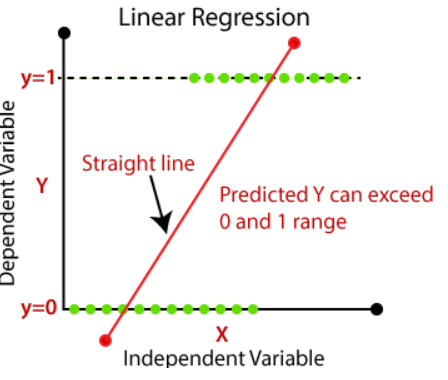 Linear Regression
y=1
Dependent Variable
Y
Straight line
Predicted Y can exceed
0 and 1 range
y=0
X
Independent Variable